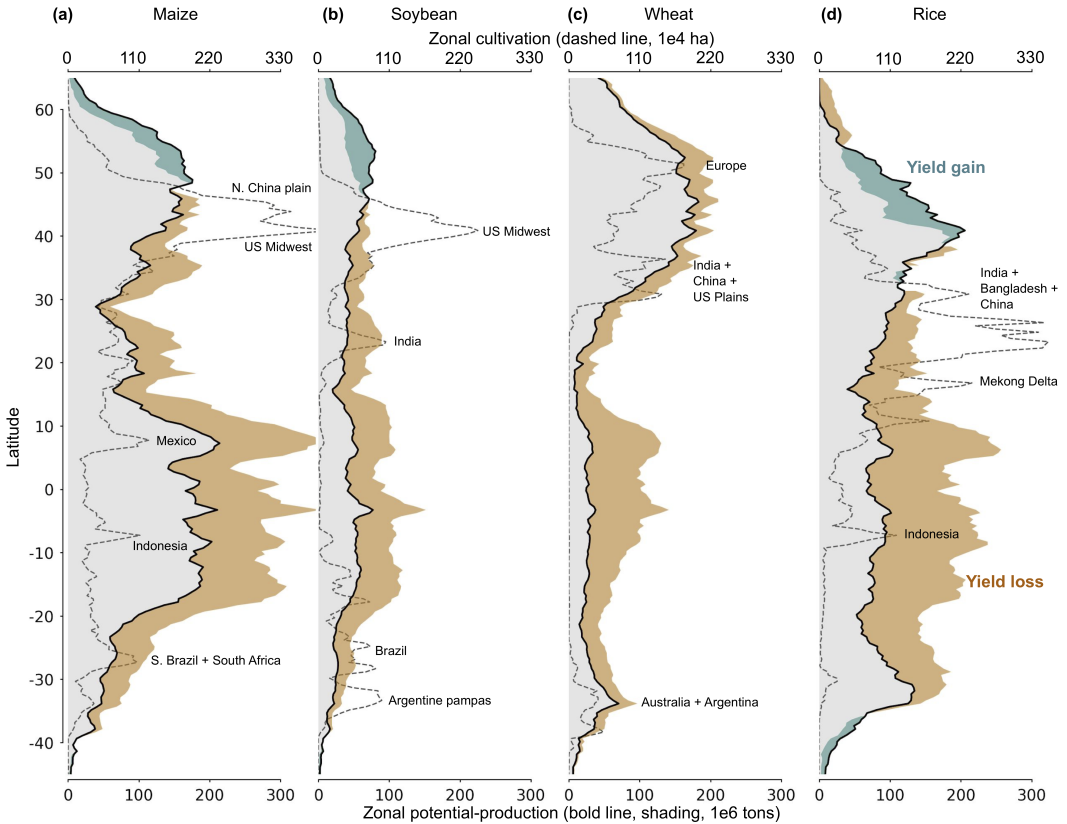 (a) Maize (b) Soybean (c) Wheat (d) Rice
Zonal cultivation (dashed line, 1e4 ha)
0 110 220 330 0 110 220 330 0 110 220 330 0 110 220 330
60
50
40
30
20
10
0
-10
-20
-30
-40
Latitude
N. China plain
US Midwest
Mexico
Indonesia
S. Brazil + South Africa
US Midwest
India
Brazil
Argentine pampas
Europe
India +
China +
US Plains
Australia + Argentina
Yield gain
India +
Bangladesh +
China
Mekong Delta
Indonesia
Yield loss
0 100 200 300 0 100 200 300 0 100 200 300 0 100 200 300
Zonal potential-production (bold line, shading, 1e6 tons)